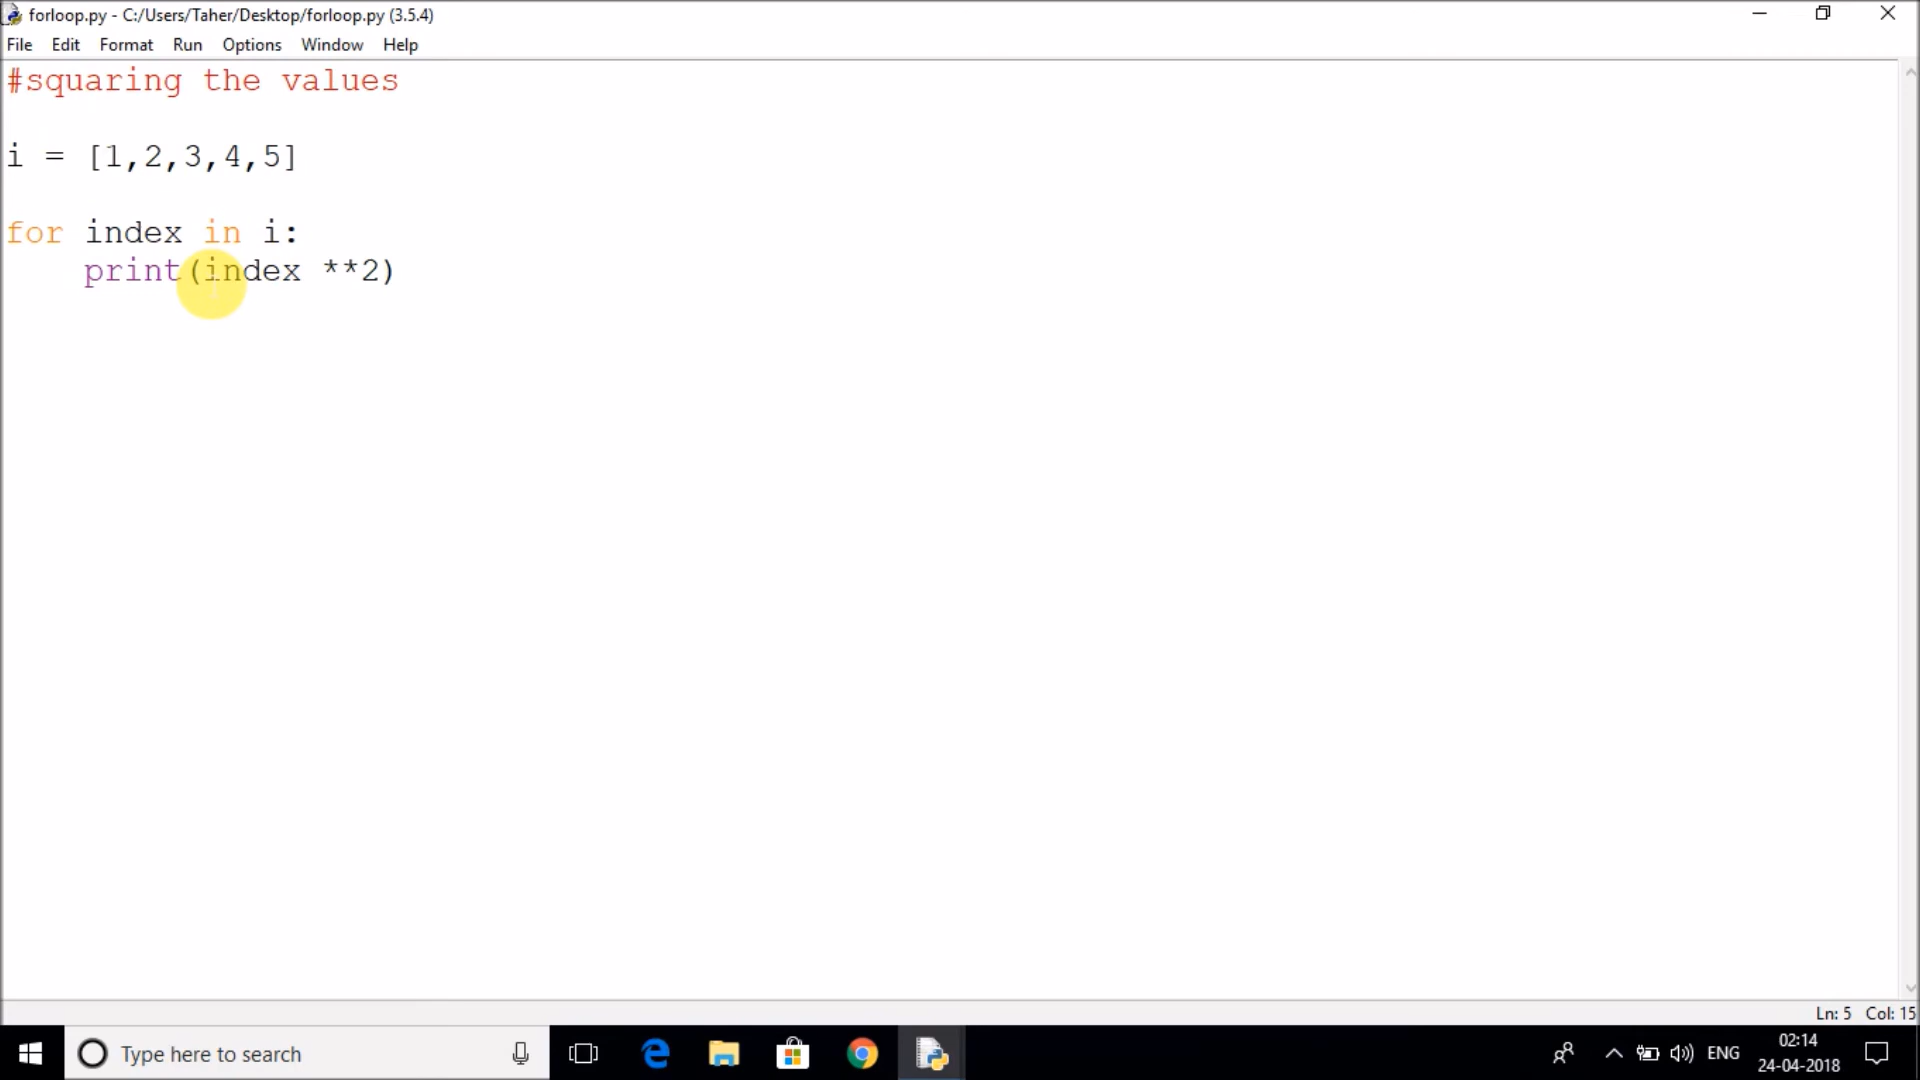 forloop.py - C:/Users/Taher/Desktop/forloop.py (3.5.4)
File Edit Format Run Options Window Help
#squaring the values
i = [1,2,3,4,5]
for index in i:
    print(index **2)
Ln: 5 Col: 15
Type here to search
ENG
02:14
24-04-2018